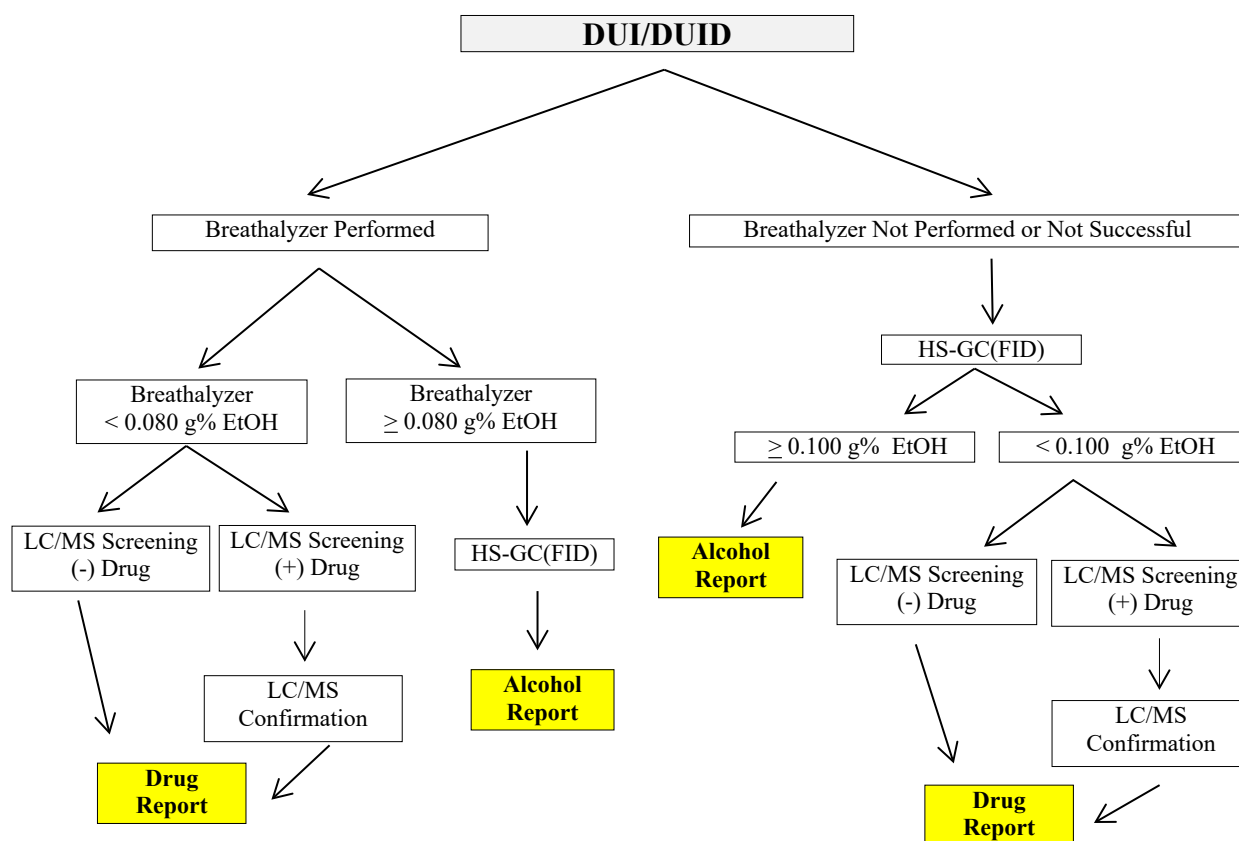 DUI/DUID
Breathalyzer Performed
Breathalyzer Not Performed or Not Successful
HS-GC(FID)
Breathalyzer
< 0.080 g% EtOH
Breathalyzer
≥ 0.080 g% EtOH
≥ 0.100 g% EtOH
< 0.100 g% EtOH
LC/MS Screening
(-) Drug
LC/MS Screening
(+) Drug
HS-GC(FID)
Alcohol
Report
LC/MS Screening
(-) Drug
LC/MS Screening
(+) Drug
LC/MS
Confirmation
Alcohol
Report
LC/MS
Confirmation
Drug
Report
Drug
Report